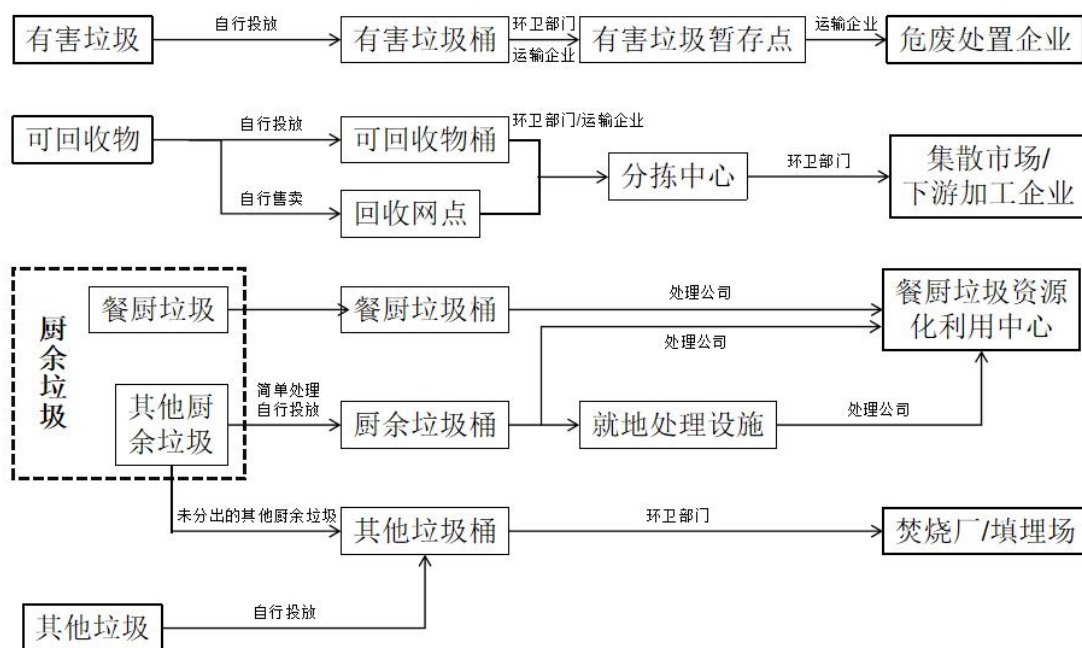 有害垃圾
自行投放
有害垃圾桶
环卫部门
运输企业
有害垃圾暂存点
运输企业
危废处置企业
可回收物
自行投放
可回收物桶
环卫部门/运输企业
自行售卖
回收网点
分拣中心
环卫部门
集散市场/
下游加工企业
厨余垃圾
餐厨垃圾
餐厨垃圾桶
处理公司
餐厨垃圾资源
化利用中心
处理公司
其他厨
余垃圾
简单处理
自行投放
厨余垃圾桶
就地处理设施
处理公司
未分出的其他厨余垃圾
其他垃圾桶
环卫部门
焚烧厂/填埋场
其他垃圾
自行投放